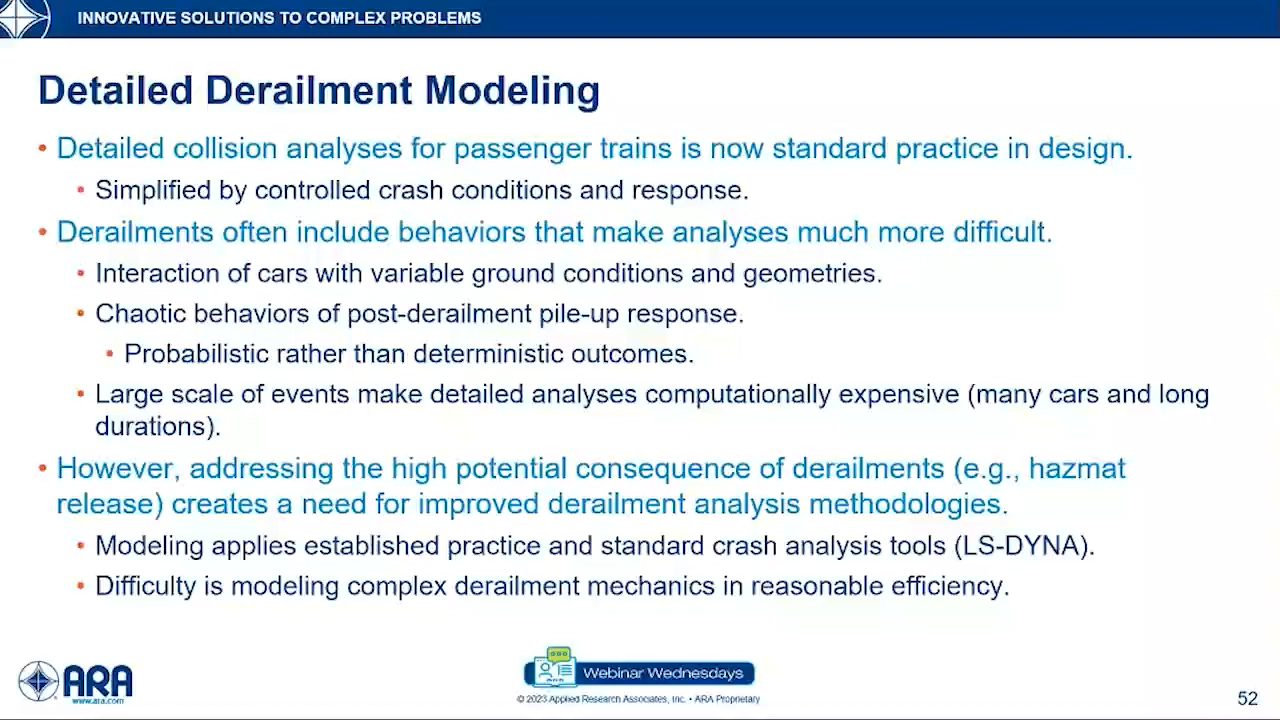 INNOVATIVE SOLUTIONS TO COMPLEX PROBLEMS
Detailed Derailment Modeling
• Detailed collision analyses for passenger trains is now standard practice in design.
• Simplified by controlled crash conditions and response.
• Derailments often include behaviors that make analyses much more difficult.
• Interaction of cars with variable ground conditions and geometries.
• Chaotic behaviors of post-derailment pile-up response.
• Probabilistic rather than deterministic outcomes.
• Large scale of events make detailed analyses computationally expensive (many cars and long
durations).
• However, addressing the high potential consequence of derailments (e.g., hazmat
release) creates a need for improved derailment analysis methodologies.
• Modeling applies established practice and standard crash analysis tools (LS-DYNA).
• Difficulty is modeling complex derailment mechanics in reasonable efficiency.
ARA
www.ara.com
Webinar Wednesdays
© 2023 Applied Research Associates, Inc. • ARA Proprietary
52